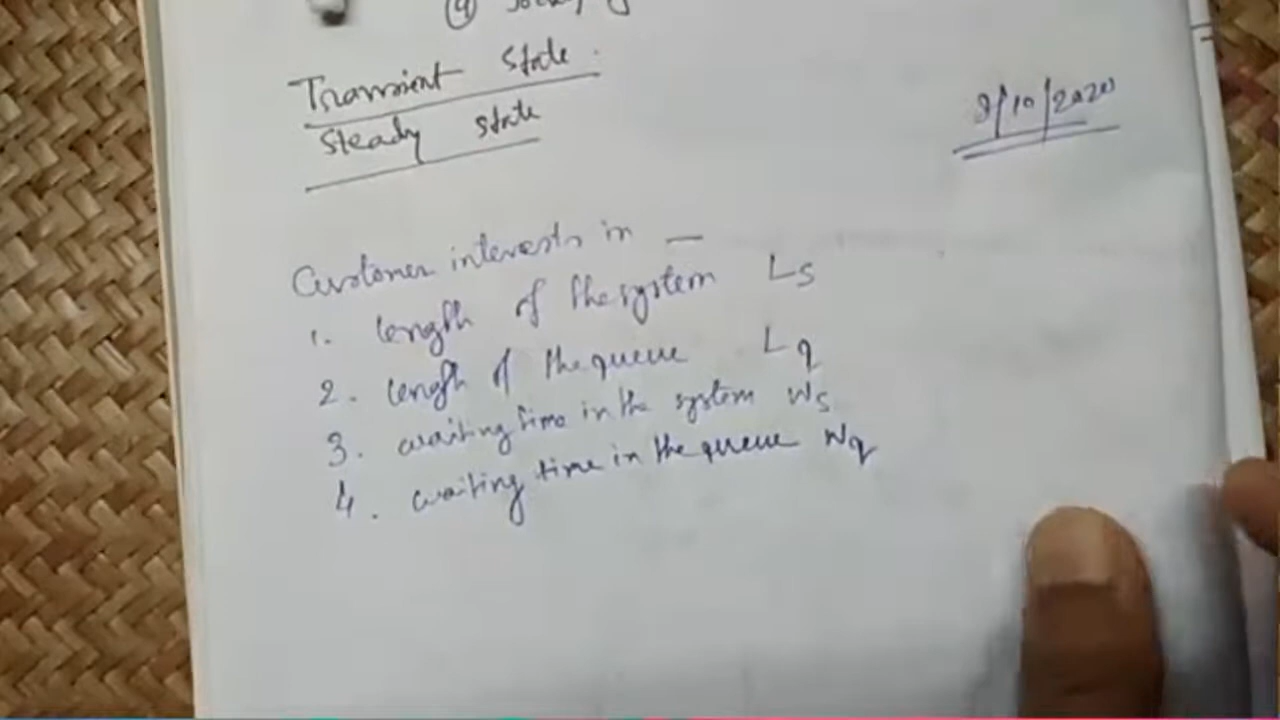 (4)
Transient state.
Steady state
9/10/2020
Customer interests in —
1. length of the system Ls
2. length of the queue Lq
3. waiting time in the system Ws
4. waiting time in the queue Wq